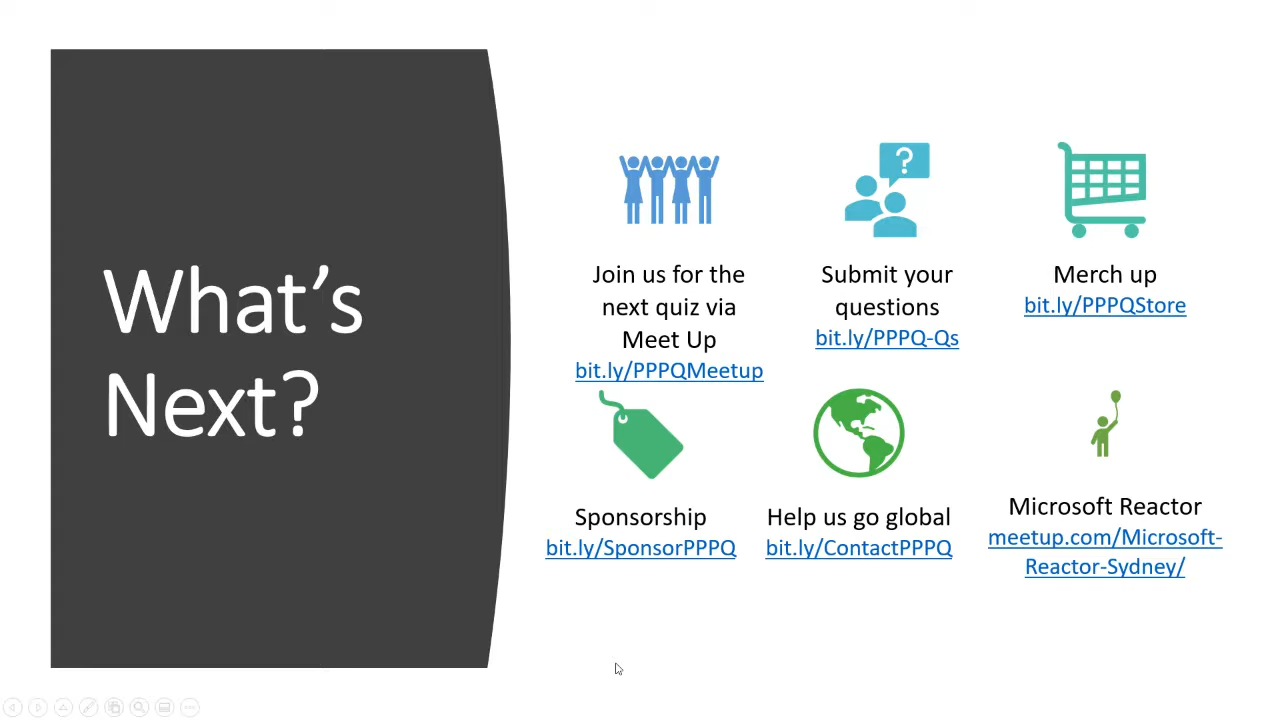 What's
Next?
?
Join us for the
next quiz via
Meet Up
bit.ly/PPPQMeetup
Submit your
questions
bit.ly/PPPQ-Qs
Merch up
bit.ly/PPPQStore
Sponsorship
bit.ly/SponsorPPPQ
Help us go global
bit.ly/ContactPPPQ
Microsoft Reactor
meetup.com/Microsoft-
Reactor-Sydney/